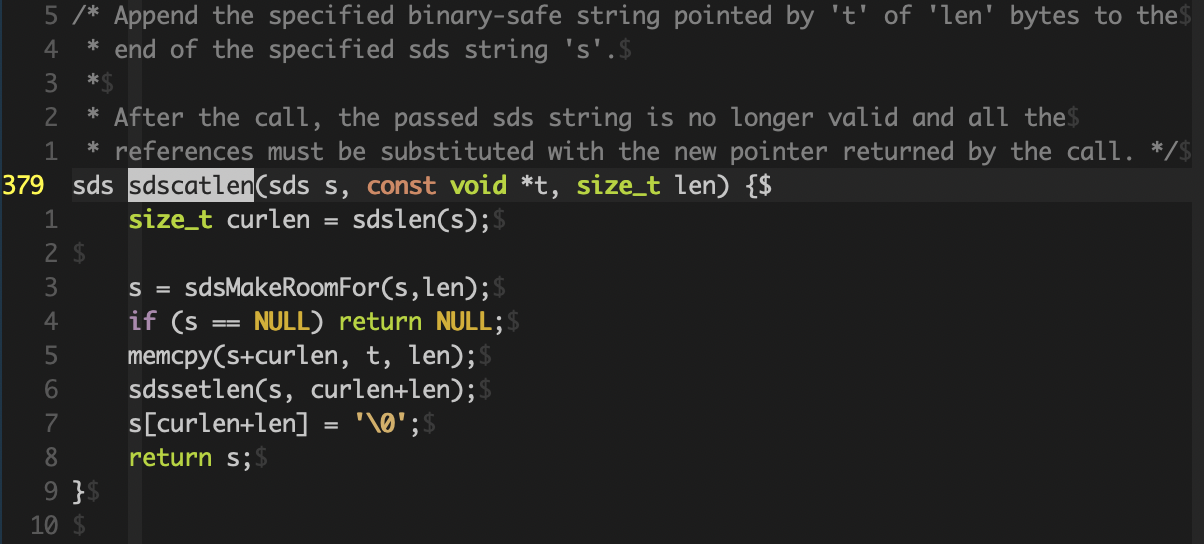 5 /* Append the specified binary-safe string pointed by 't' of 'len' bytes to the$
4  * end of the specified sds string 's'.$
3  *$
2  * After the call, the passed sds string is no longer valid and all the$
1  * references must be substituted with the new pointer returned by the call. */$
379 sds sdscatlen(sds s, const void *t, size_t len) {$
1     size_t curlen = sdslen(s);$
2 $
3     s = sdsMakeRoomFor(s,len);$
4     if (s == NULL) return NULL;$
5     memcpy(s+curlen, t, len);$
6     sdssetlen(s, curlen+len);$
7     s[curlen+len] = '\0';$
8     return s;$
9 }$
10 $